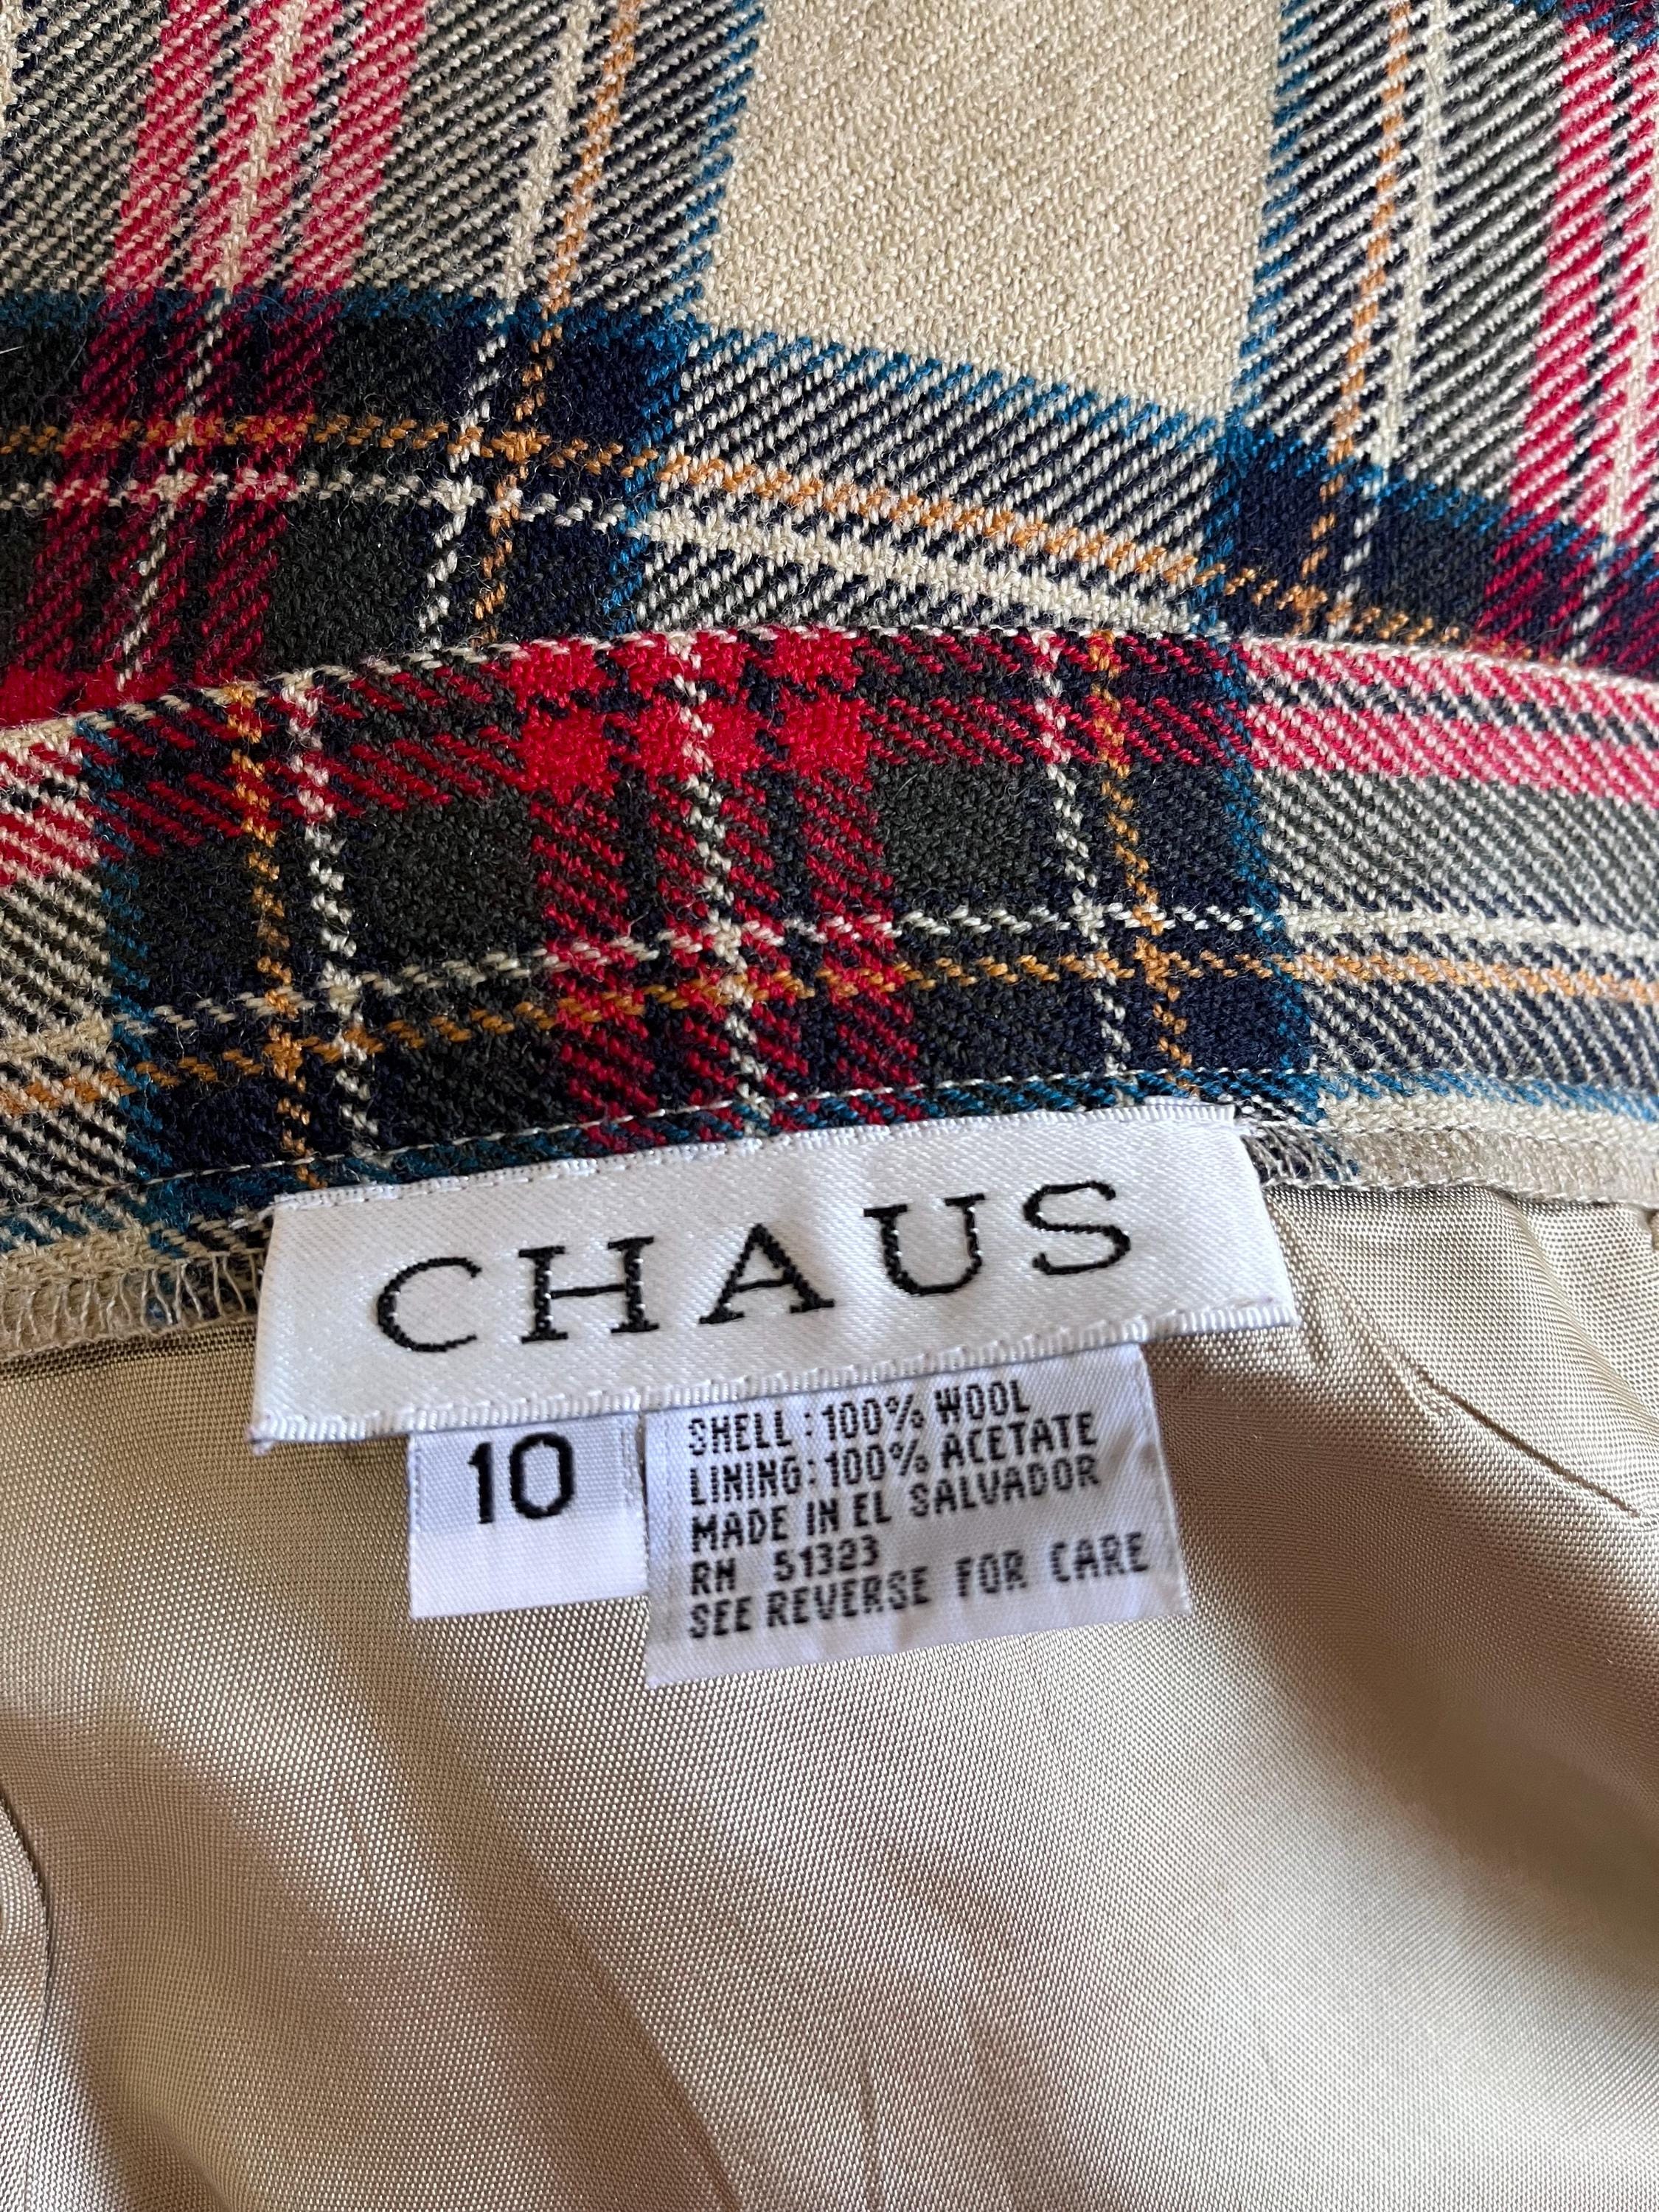 CHAUS
10
SHELL:100% WOOL
LINING:100% ACETATE
MADE IN EL SALVADOR
RN 51323
SEE REVERSE FOR CARE